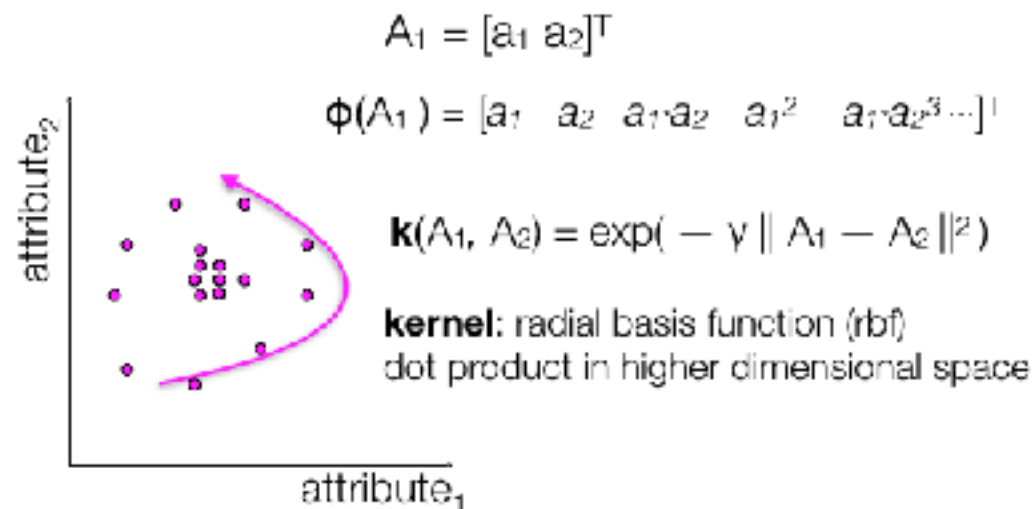 A₁ = [a₁ a₂]ᵀ
ϕ(A₁ ) = [a₁ a₂ a₁·a₂ a₁² a₁·a₂³ ...]ᵀ
attribute₂
k(A₁, A₂) = exp( — γ || A₁ — A₂ ||² )
kernel: radial basis function (rbf)
dot product in higher dimensional space
attribute₁